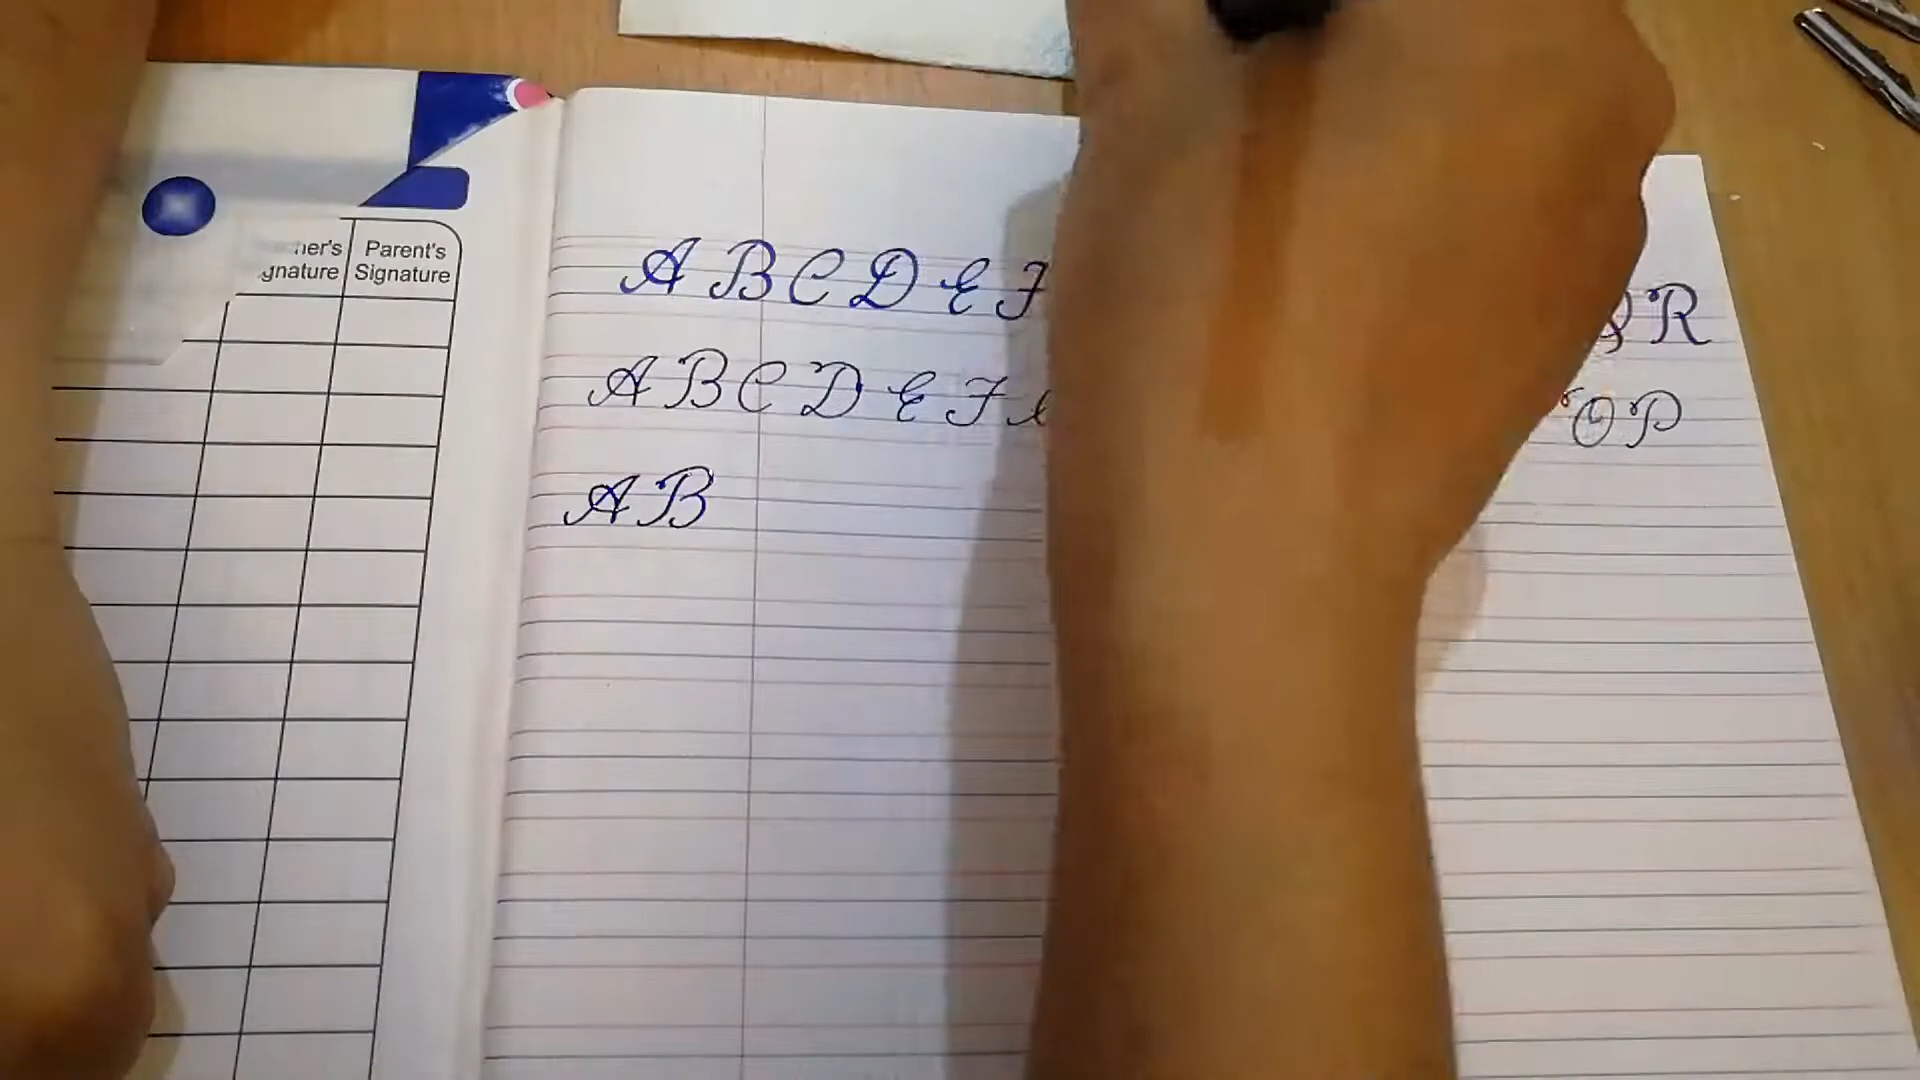 Parent's
Signature
A B C D E F
R
A B C D E F
O P
A B